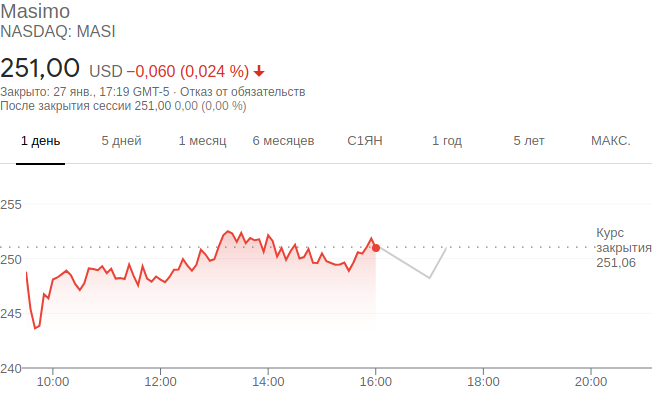 Masimo
NASDAQ: MASI
251,00 USD −0,060 (0,024 %)
Закрыто: 27 янв., 17:19 GMT-5 · Отказ от обязательств
После закрытия сессии 251,00 0,00 (0,00 %)
1 день 5 дней 1 месяц 6 месяцев С1ЯН 1 год 5 лет МАКС.
255
250
245
240
Курс
закрытия
251,06
10:00 12:00 14:00 16:00 18:00 20:00